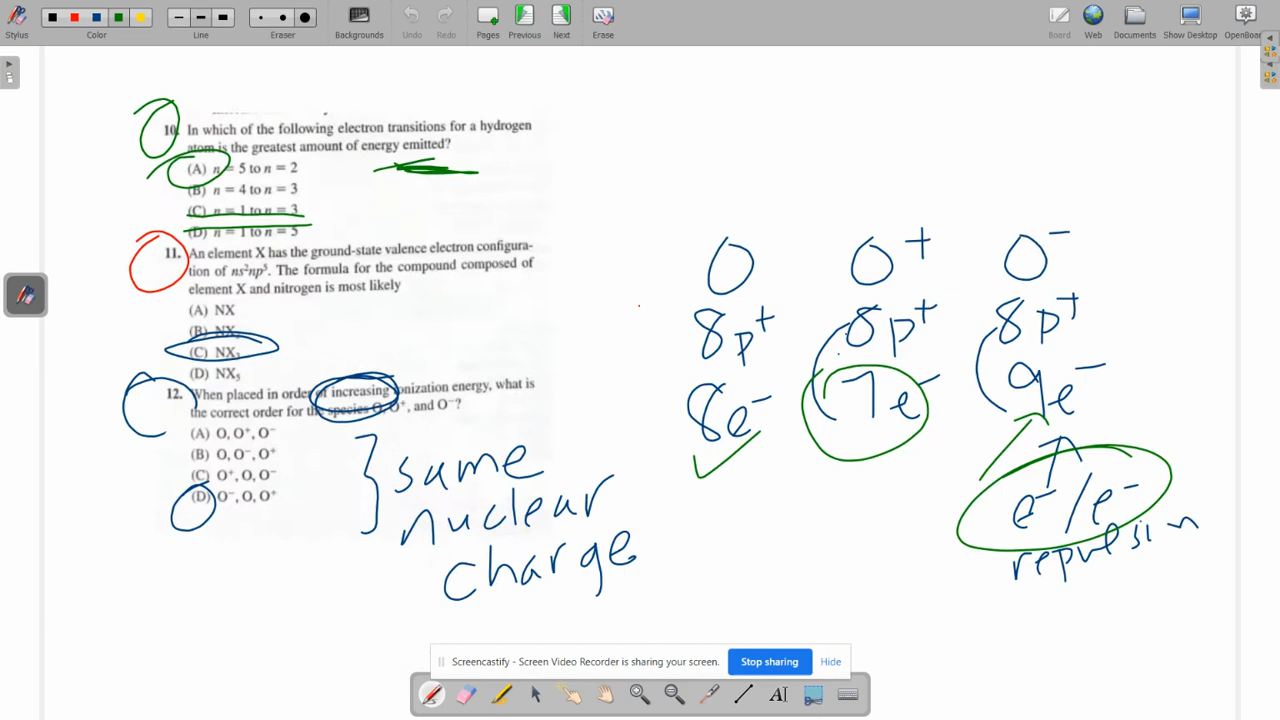 Stylus
Color
Line
Eraser
Backgrounds
Undo
Redo
Pages
Previous
Next
Erase
Board
Web
Documents
Show Desktop
OpenBoard
10. In which of the following electron transitions for a hydrogen
atom is the greatest amount of energy emitted?
(A) n = 5 to n = 2
(B) n = 4 to n = 3
(C) n = 1 to n = 3
(D) n = 1 to n = 5
11. An element X has the ground-state valence electron configura-
tion of ns²np⁵. The formula for the compound composed of
element X and nitrogen is most likely
(A) NX
(B) NX
(C) NX₃
(D) NX₅
12. When placed in order of increasing ionization energy, what is
the correct order for the species O, O⁺, and O⁻?
(A) O, O⁺, O⁻
(B) O, O⁻, O⁺
(C) O⁺, O, O⁻
(D) O⁻, O, O⁺
same
nuclear
charge
O O⁺ O⁻
8p⁺ 8p⁺ 8p⁺
8e⁻ 7e⁻ 9e⁻
e⁻/e⁻
repulsion
Screencastify - Screen Video Recorder is sharing your screen.
Stop sharing
Hide